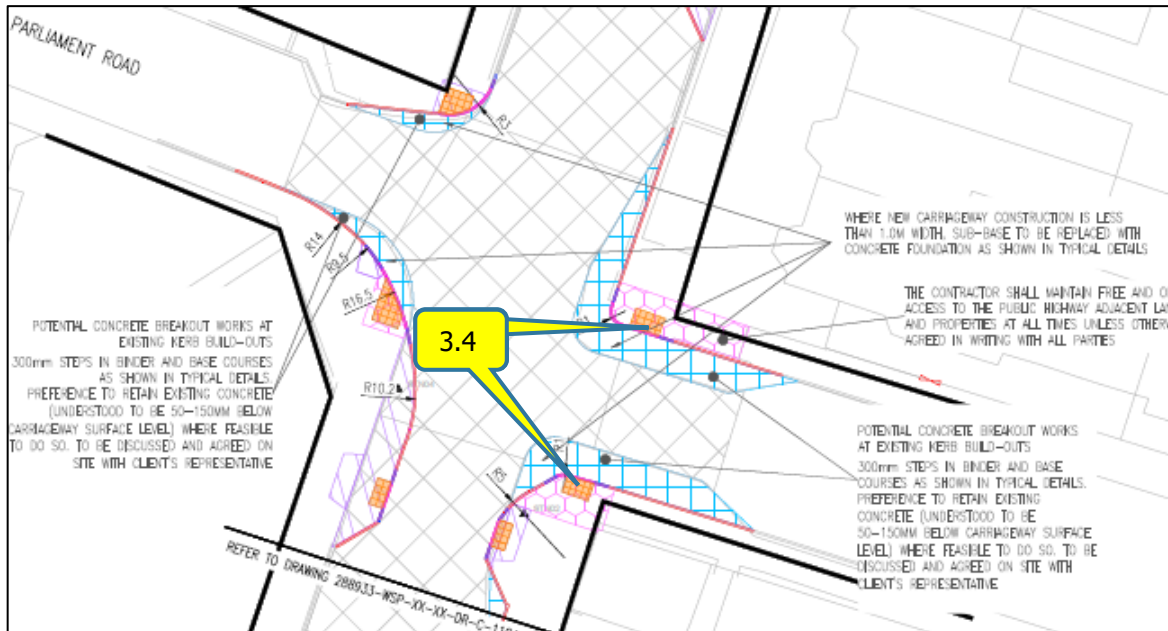 PARLIAMENT ROAD
R3
R14
R9.5
R16.5
R10.2
3.4
R5
WHERE NEW CARRIAGEWAY CONSTRUCTION IS LESS
THAN 1.0M WIDTH, SUB-BASE TO BE REPLACED WITH
CONCRETE FOUNDATION AS SHOWN IN TYPICAL DETAILS
THE CONTRACTOR SHALL MAINTAIN FREE AND
ACCESS TO THE PUBLIC HIGHWAY ADJACENT
AND PROPERTIES AT ALL TIMES UNLESS
AGREED IN WRITING WITH ALL PARTIES
POTENTIAL CONCRETE BREAKOUT WORKS AT
EXISTING KERB BUILD-OUTS
300mm STEPS IN BINDER AND BASE COURSES
AS SHOWN IN TYPICAL DETAILS.
PREFERENCE TO RETAIN EXISTING CONCRETE
(UNDERSTOOD TO BE 50-150MM BELOW
CARRIAGEWAY SURFACE LEVEL) WHERE FEASIBLE
TO DO SO. TO BE DISCUSSED AND AGREED ON
SITE WITH CLIENT'S REPRESENTATIVE
POTENTIAL CONCRETE BREAKOUT WORKS
AT EXISTING KERB BUILD-OUTS
300mm STEPS IN BINDER AND BASE
COURSES AS SHOWN IN TYPICAL DETAILS.
PREFERENCE TO RETAIN EXISTING
CONCRETE (UNDERSTOOD TO BE
50-150MM BELOW CARRIAGEWAY SURFACE
LEVEL) WHERE FEASIBLE TO DO SO. TO BE
DISCUSSED AND AGREED ON SITE WITH
CLIENT'S REPRESENTATIVE
REFER TO DRAWING 288933-WSP-XX-XX-DR-C-